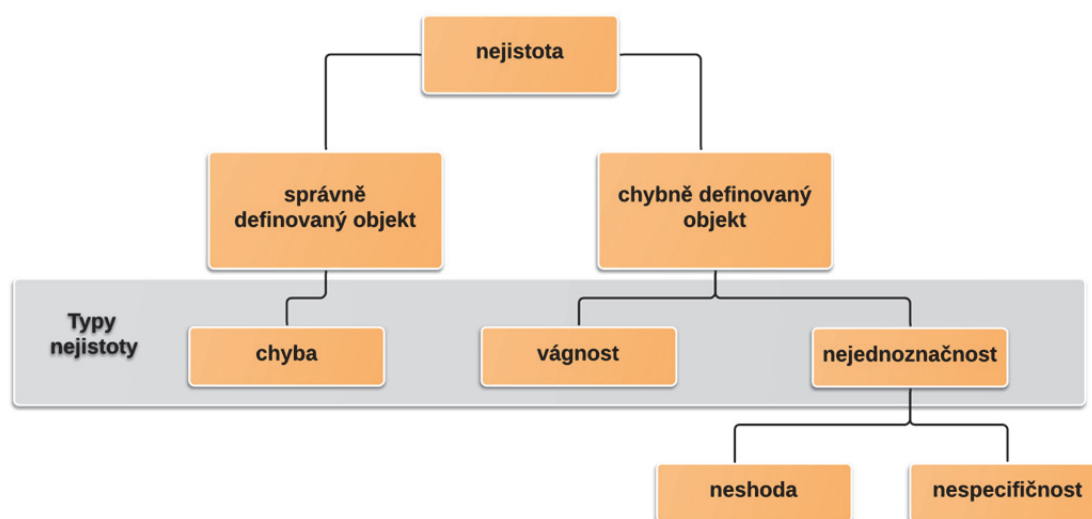 nejistota
správně
definovaný objekt
chybně definovaný
objekt
Typy
nejistoty
chyba
vágnost
nejednoznačnost
neshoda
nespecifičnost